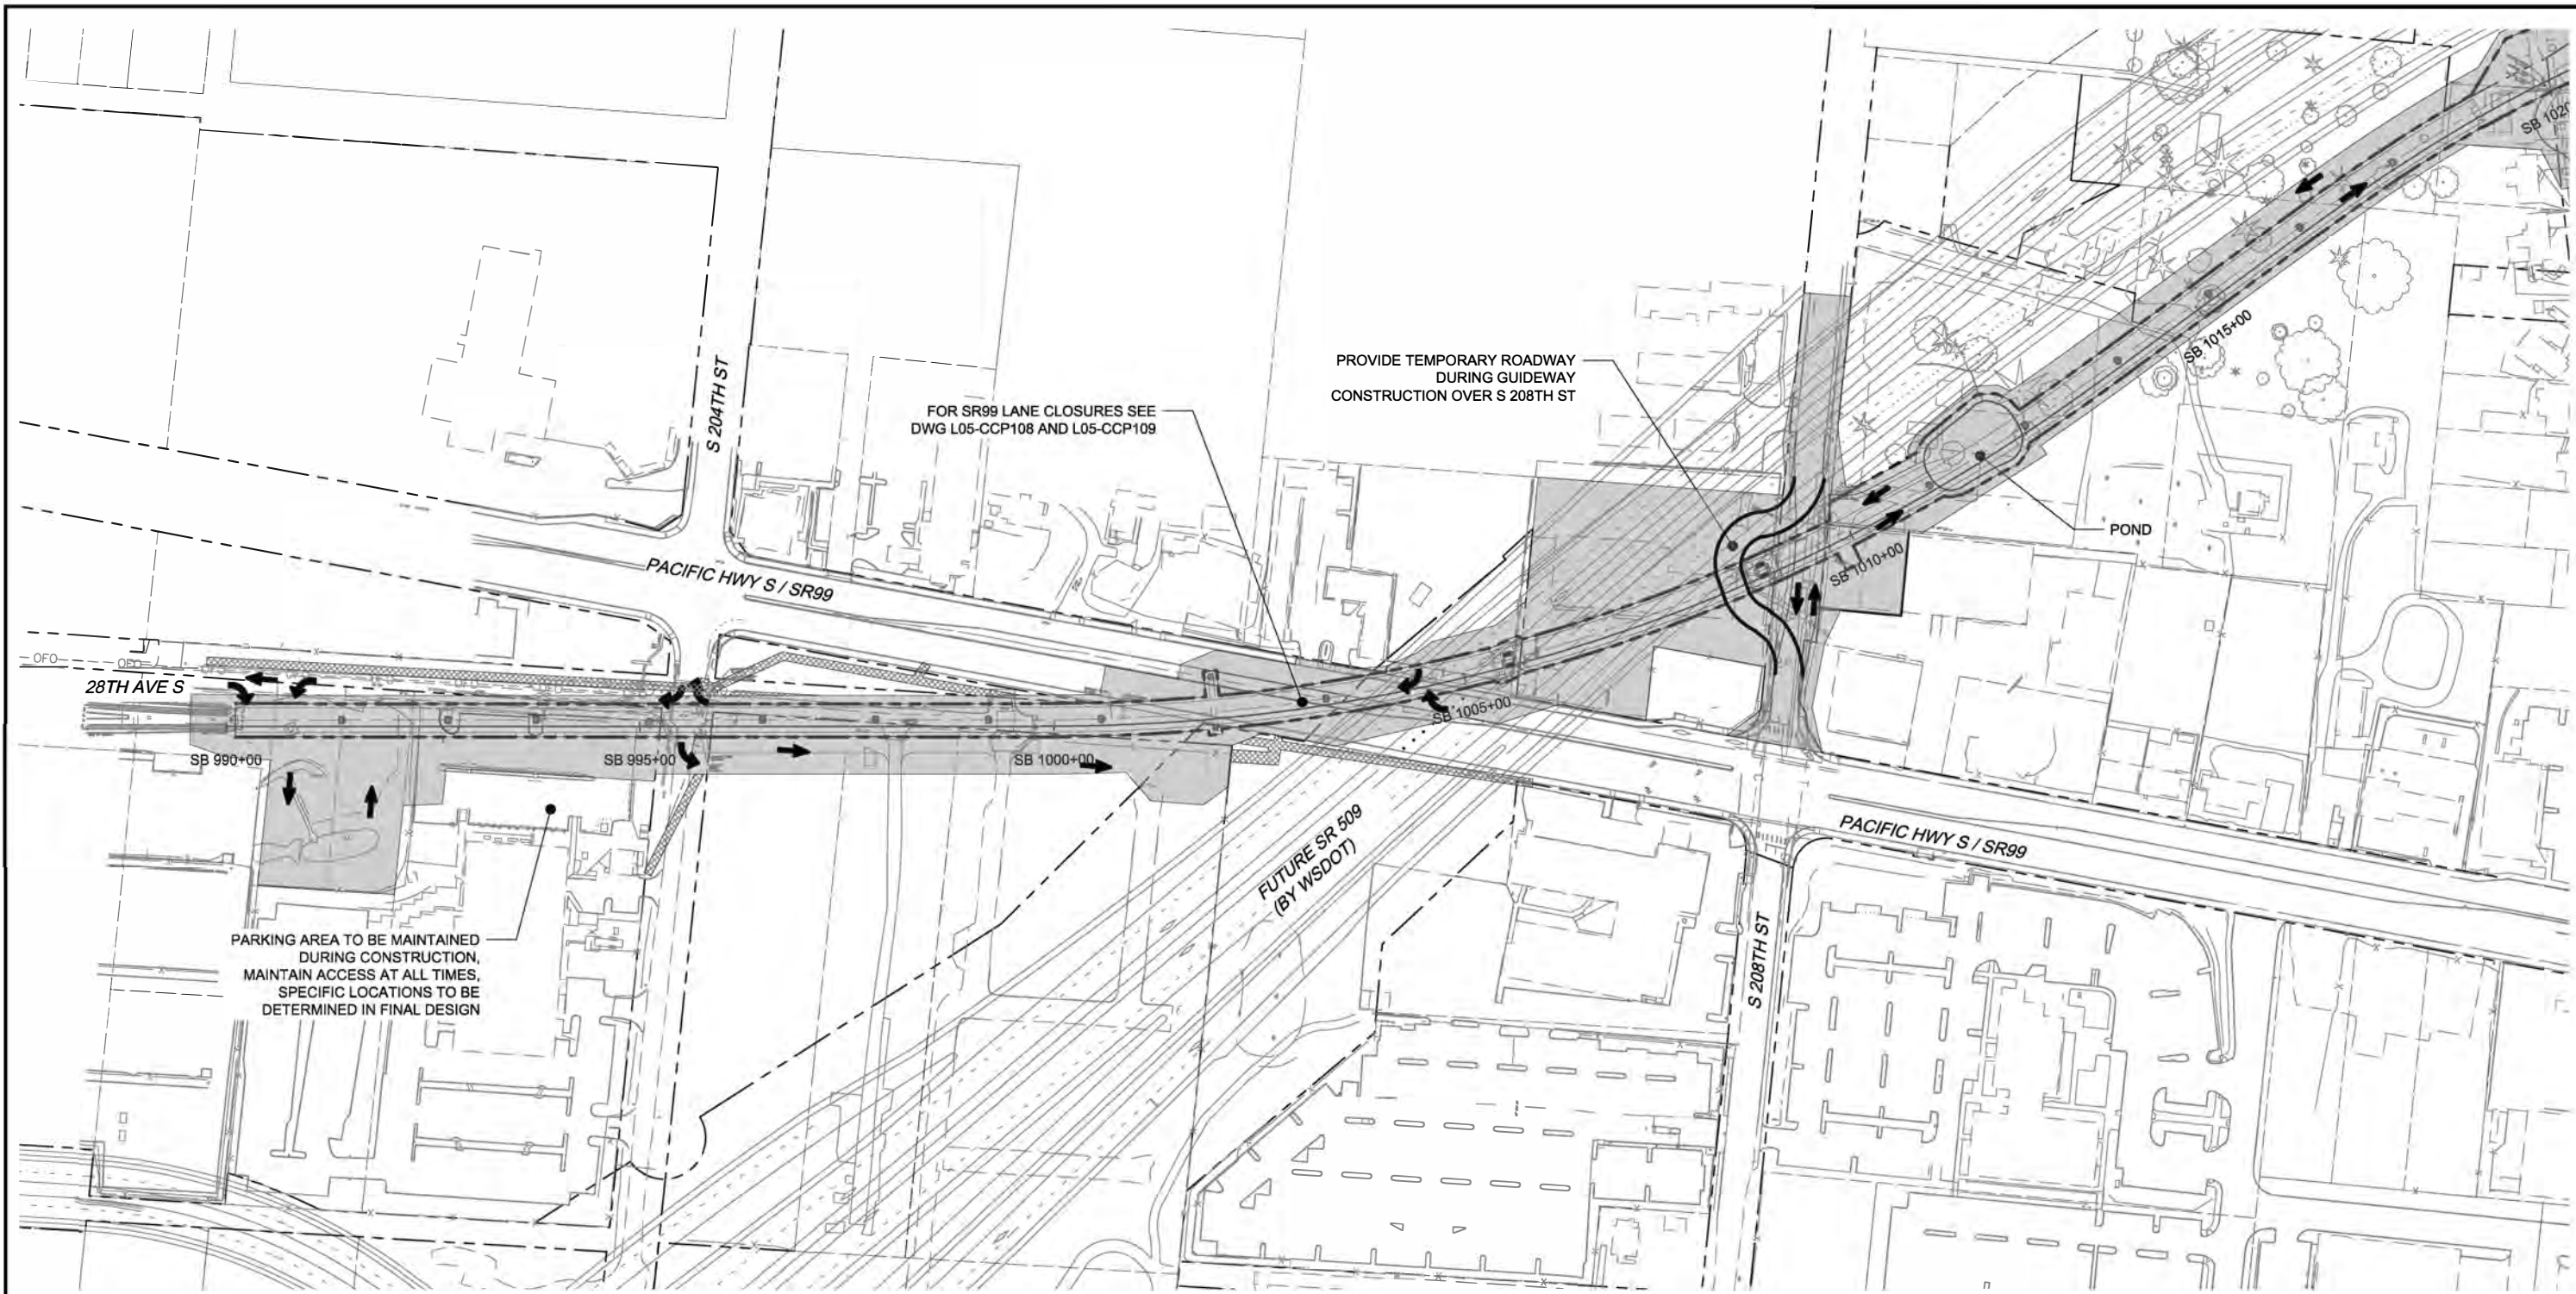 SB 1020
SB 1015+00
PROVIDE TEMPORARY ROADWAY
DURING GUIDEWAY
CONSTRUCTION OVER S 208TH ST
S 204TH ST
FOR SR99 LANE CLOSURES SEE
DWG L05-CCP108 AND L05-CCP109
POND
PACIFIC HWY S / SR99
SB 1010+00
OFO
OFO
28TH AVE S
SB 1005+00
SB 990+00
SB 995+00
SB 1000+00
FUTURE SR 509
(BY WSDOT)
PACIFIC HWY S / SR99
S 208TH ST
PARKING AREA TO BE MAINTAINED
DURING CONSTRUCTION,
MAINTAIN ACCESS AT ALL TIMES,
SPECIFIC LOCATIONS TO BE
DETERMINED IN FINAL DESIGN